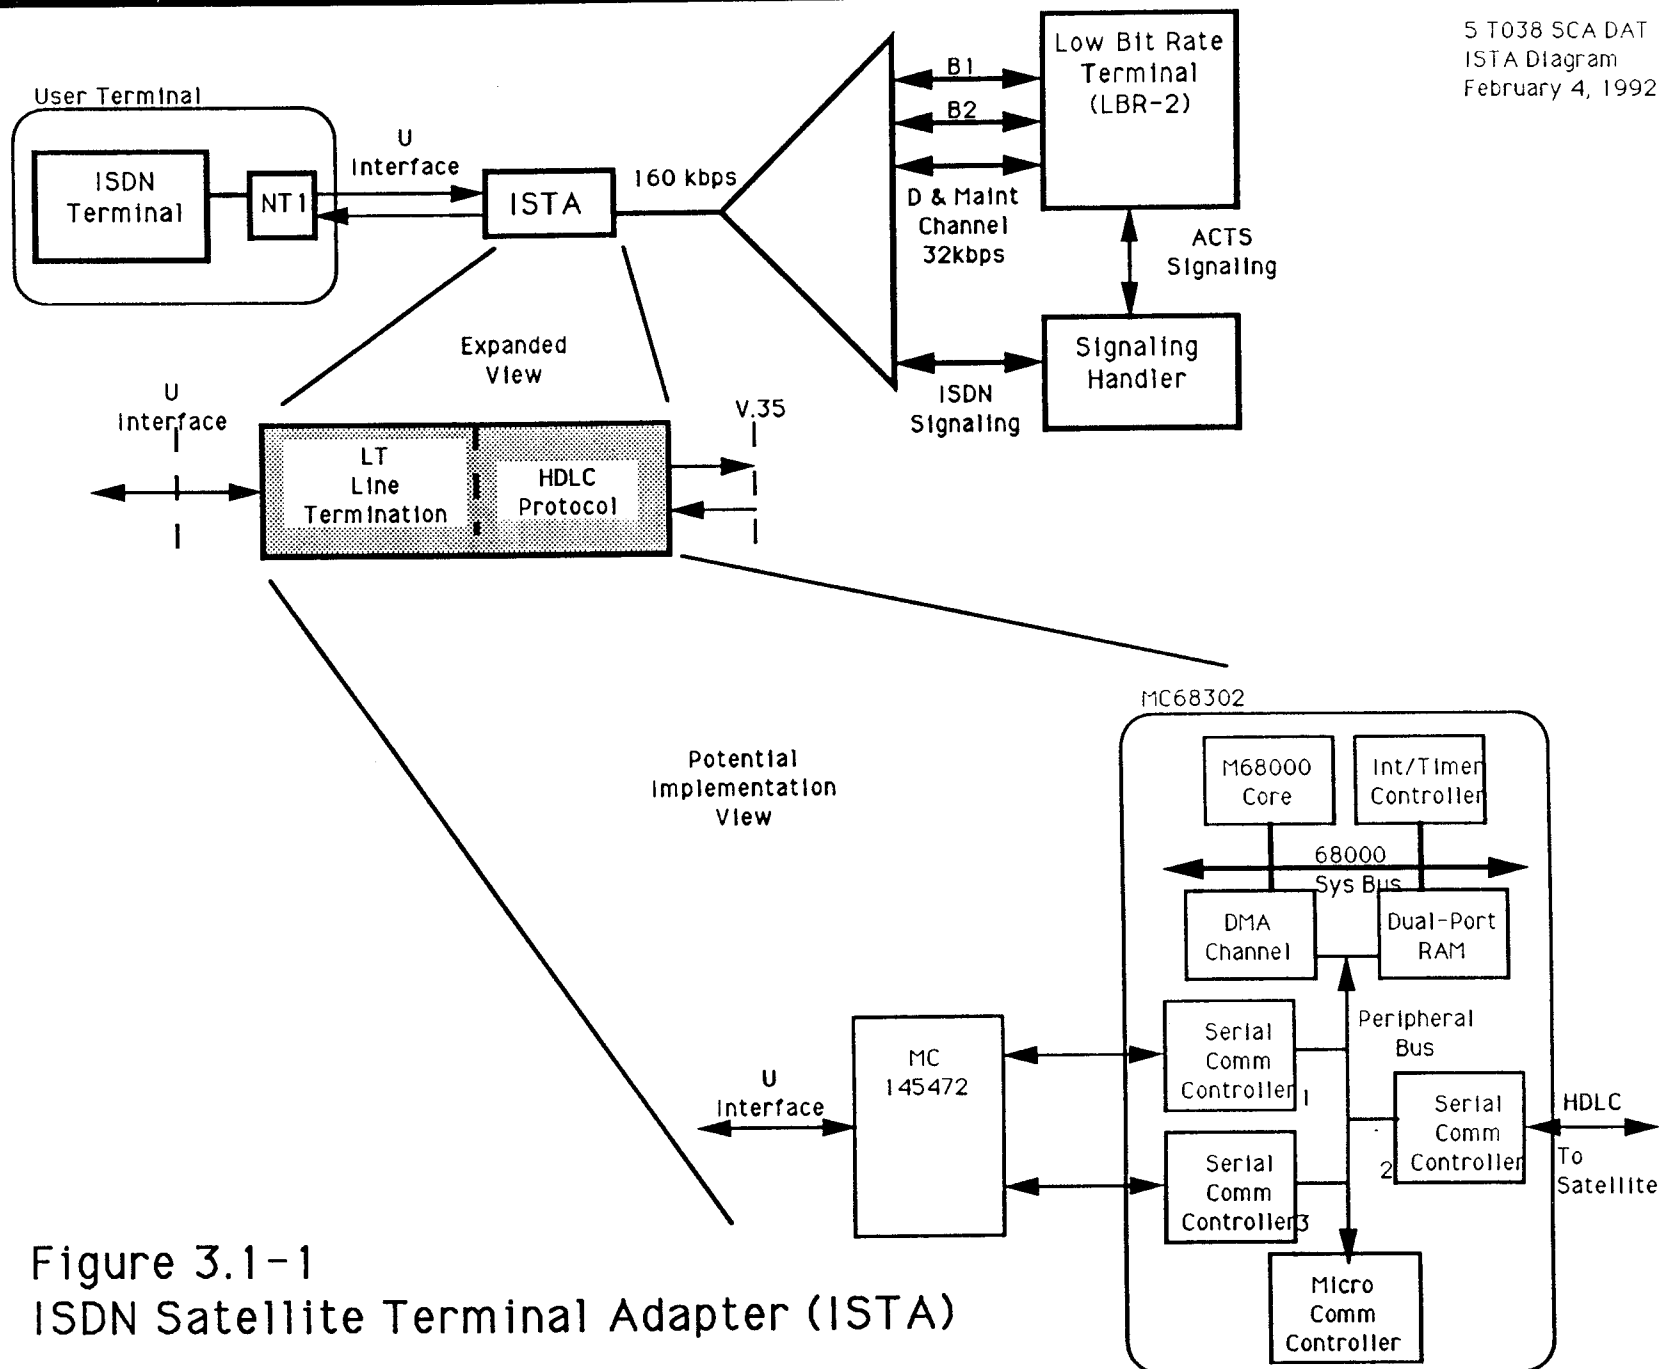 5 T038 SCA DAT
ISTA Diagram
February 4, 1992
User Terminal
ISDN
Terminal
NT1
U
Interface
ISTA
160 kbps
B1
B2
D & Maint
Channel
32kbps
Low Bit Rate
Terminal
(LBR-2)
ACTS
Signaling
Signaling
Handler
ISDN
Signaling
Expanded
View
U
Interface
LT
Line
Termination
HDLC
Protocol
V.35
Potential
Implementation
View
MC68302
M68000
Core
Int/Timer
Controller
68000
Sys Bus
DMA
Channel
Dual-Port
RAM
Peripheral
Bus
U
Interface
MC
145472
Serial
Comm
Controller 1
Serial
Comm
Controller
2
Serial
Comm
Controller3
HDLC
To
Satellite
Micro
Comm
Controller
Figure 3.1-1
ISDN Satellite Terminal Adapter (ISTA)